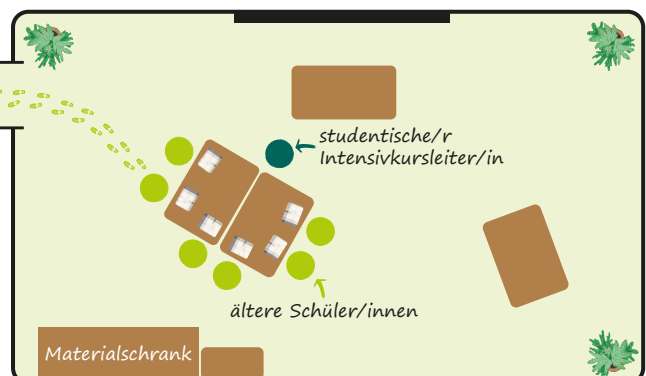 studentische/r
Intensivkursleiter/in
ältere Schüler/innen
Materialschrank